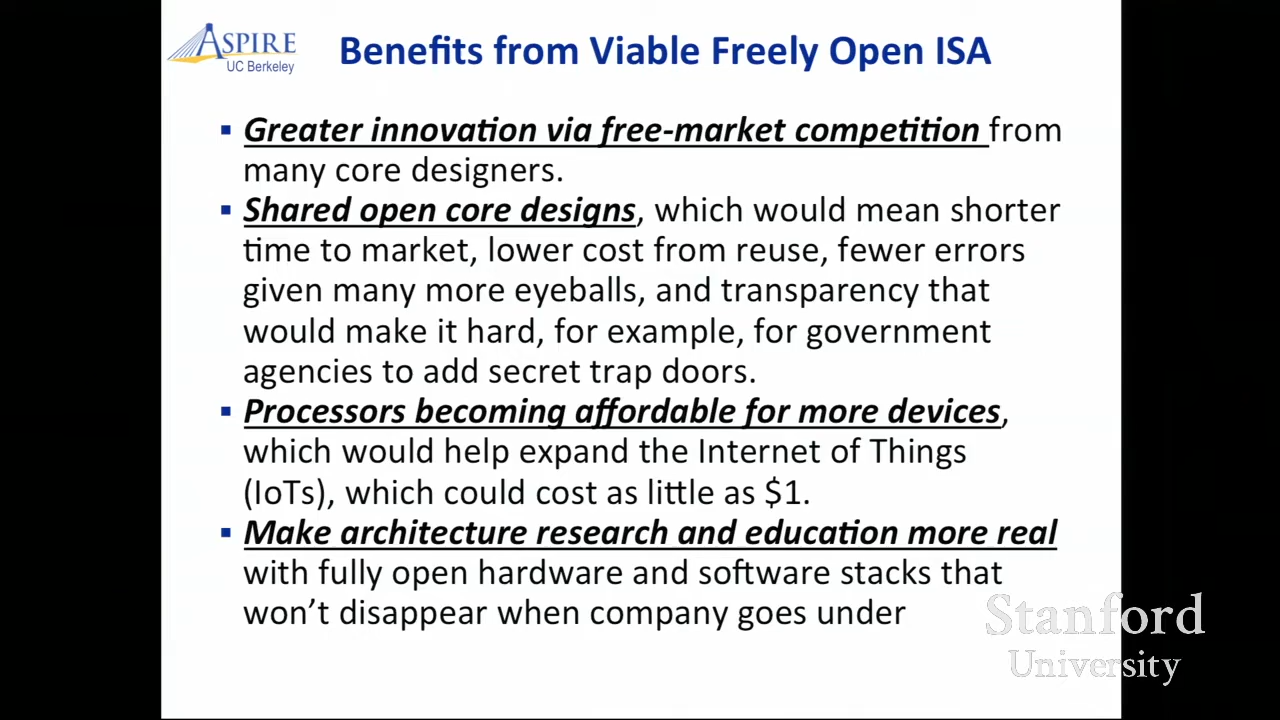 ASPIRE
UC Berkeley
Benefits from Viable Freely Open ISA
▪ Greater innovation via free-market competition from
many core designers.
▪ Shared open core designs, which would mean shorter
time to market, lower cost from reuse, fewer errors
given many more eyeballs, and transparency that
would make it hard, for example, for government
agencies to add secret trap doors.
▪ Processors becoming affordable for more devices,
which would help expand the Internet of Things
(IoTs), which could cost as little as $1.
▪ Make architecture research and education more real
with fully open hardware and software stacks that
won’t disappear when company goes under
Stanford
University